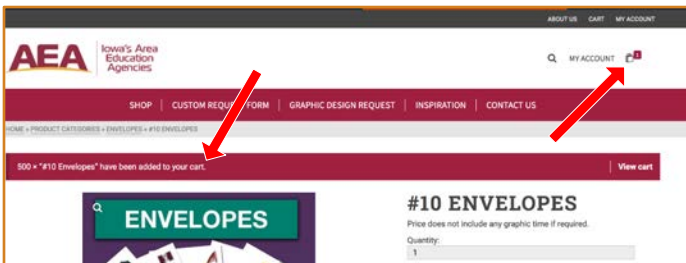 ABOUT US CART MY ACCOUNT
AEA Iowa's Area
Education
Agencies
MY ACCOUNT 1
SHOP | CUSTOM REQUEST FORM | GRAPHIC DESIGN REQUEST | INSPIRATION | CONTACT US
HOME » PRODUCT CATEGORIES » ENVELOPES » #10 ENVELOPES
500 × "#10 Envelopes" have been added to your cart. View cart
ENVELOPES
#10 ENVELOPES
Price does not include any graphic time if required.
Quantity:
1